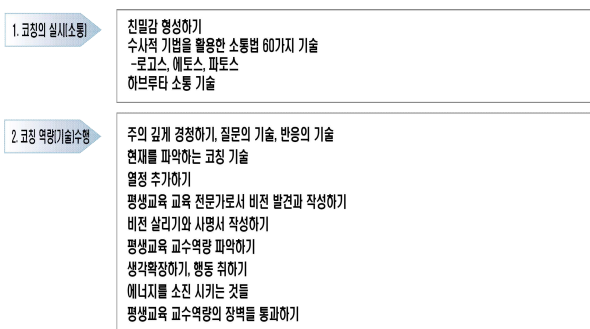 1. 코칭의 실시[소통]
친밀감 형성하기
수사적 기법을 활용한 소통법 60가지 기술
-로고스, 에토스, 파토스
하브루타 소통 기술
2. 코칭 역량[기술]수행
주의 깊게 경청하기, 질문의 기술, 반응의 기술
현재를 파악하는 코칭 기술
열정 추가하기
평생교육 교육 전문가로서 비전 발견과 작성하기
비전 살리기와 사명서 작성하기
평생교육 교수역량 파악하기
생각확장하기, 행동 취하기
에너지를 소진 시키는 것들
평생교육 교수역량의 장벽들 통과하기